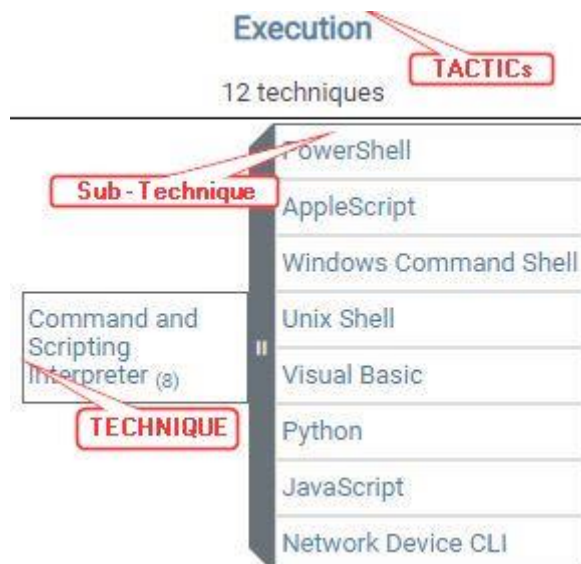 Execution
TACTICs
12 techniques
PowerShell
Sub-Technique
AppleScript
Windows Command Shell
Command and
Scripting
Interpreter (8)
Unix Shell
Visual Basic
TECHNIQUE
Python
JavaScript
Network Device CLI